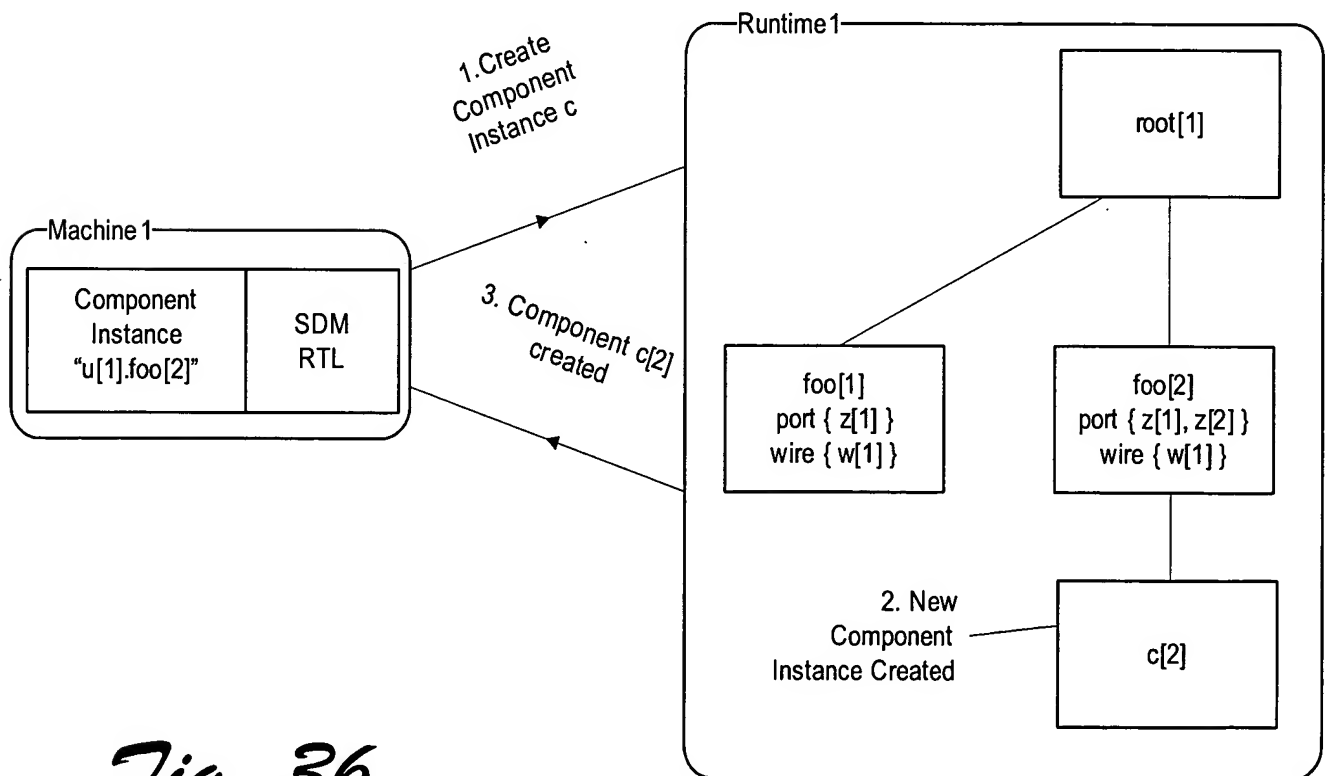 Runtime1
1.Create
Component
Instance c
root[1]
Machine 1
Component
Instance
“u[1].foo[2]”
SDM
RTL
3. Component c[2]
created
foo[1]
port { z[1] }
wire { w[1] }
foo[2]
port { z[1], z[2] }
wire { w[1] }
2. New
Component
Instance Created
c[2]
Fig. 36